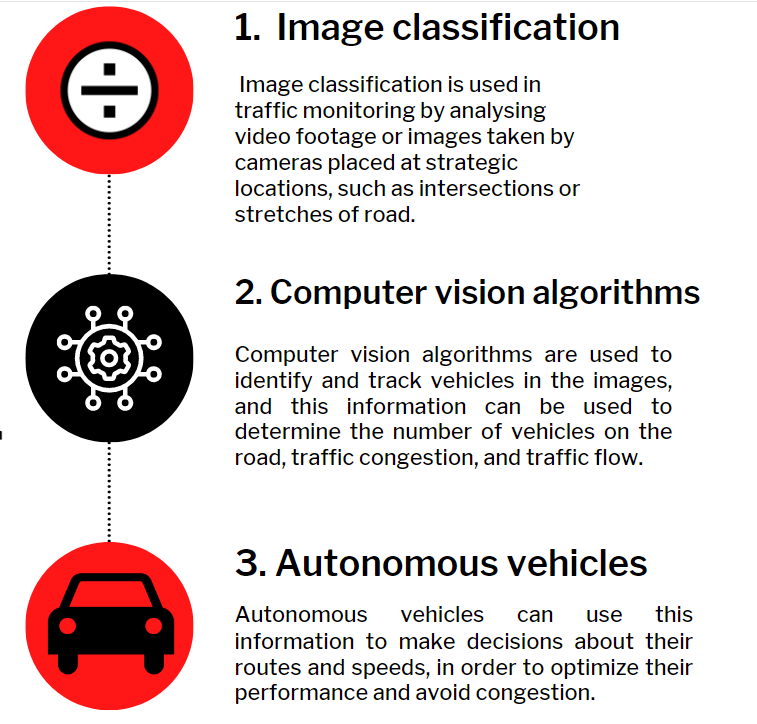 1. Image classification
Image classification is used in
traffic monitoring by analysing
video footage or images taken by
cameras placed at strategic
locations, such as intersections or
stretches of road.
2. Computer vision algorithms
Computer vision algorithms are used to
identify and track vehicles in the images,
and this information can be used to
determine the number of vehicles on the
road, traffic congestion, and traffic flow.
3. Autonomous vehicles
Autonomous vehicles can use this
information to make decisions about their
routes and speeds, in order to optimize their
performance and avoid congestion.